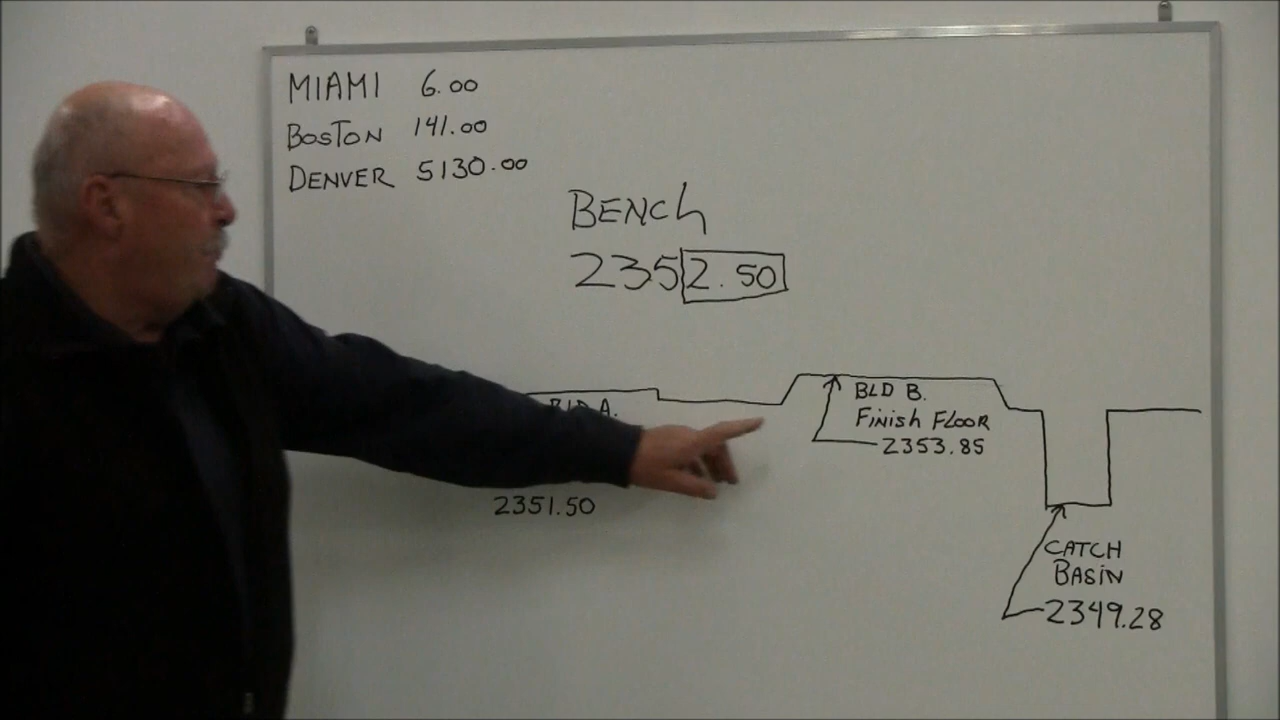 MIAMI 6.00
BOSTON 141.00
DENVER 5130.00
BENCH
2352.50
BLD A.
2351.50
BLD B.
FINISH FLOOR
2353.85
CATCH
BASIN
2349.28